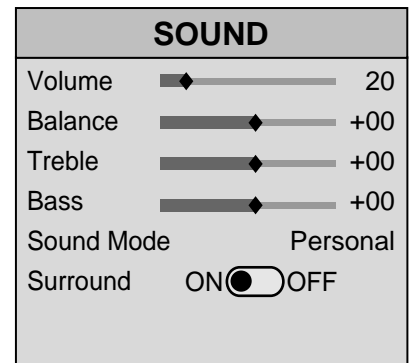 SOUND
Volume 20
Balance +00
Treble +00
Bass +00
Sound Mode Personal
Surround ON OFF